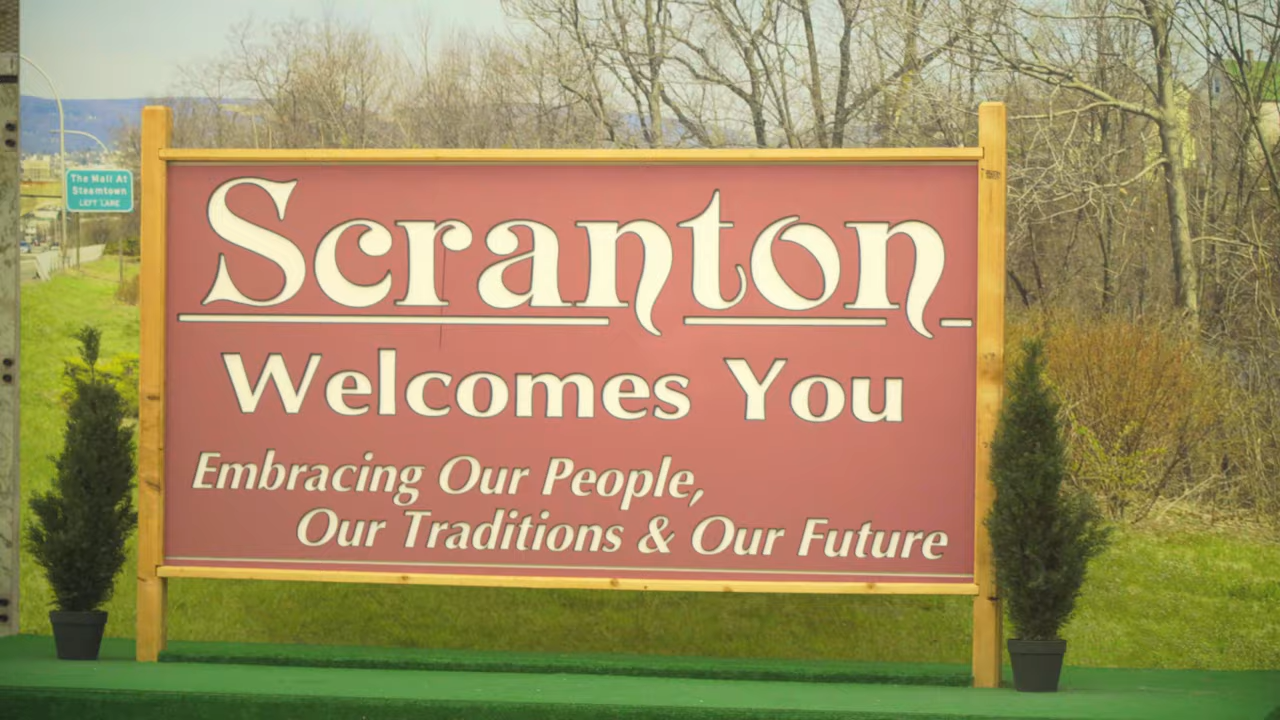 The Mall At
Steamtown
LEFT LANE
Scranton
Welcomes You
Embracing Our People,
Our Traditions & Our Future